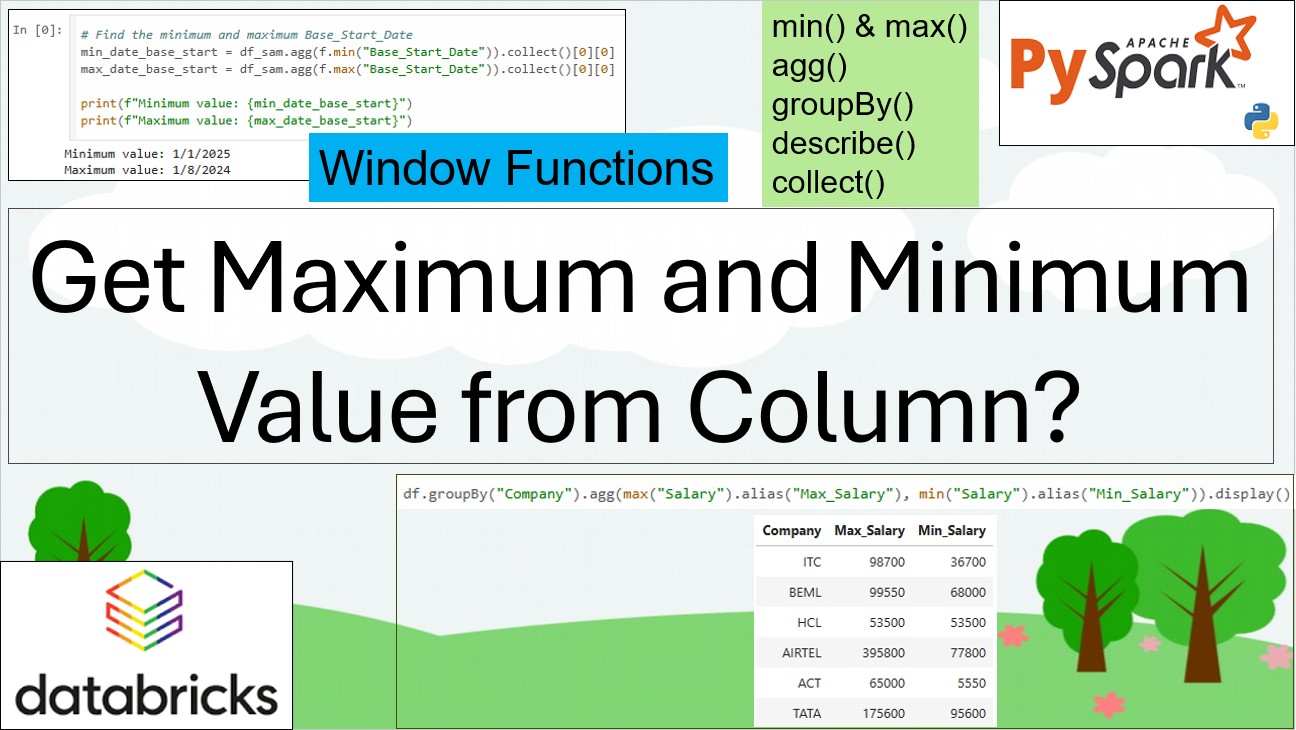 In [0]:
# Find the minimum and maximum Base_Start_Date
min_date_base_start = df_sam.agg(f.min("Base_Start_Date")).collect()[0][0]
max_date_base_start = df_sam.agg(f.max("Base_Start_Date")).collect()[0][0]
print(f"Minimum value: {min_date_base_start}")
print(f"Maximum value: {max_date_base_start}")
Minimum value: 1/1/2025
Maximum value: 1/8/2024
Window Functions
min() & max()
agg()
groupBy()
describe()
collect()
APACHE
PySpark
Get Maximum and Minimum
Value from Column?
df.groupBy("Company").agg(max("Salary").alias("Max_Salary"), min("Salary").alias("Min_Salary")).display()
Company Max_Salary Min_Salary
ITC 98700 36700
BEML 99550 68000
HCL 53500 53500
AIRTEL 395800 77800
ACT 65000 5550
TATA 175600 95600
databricks